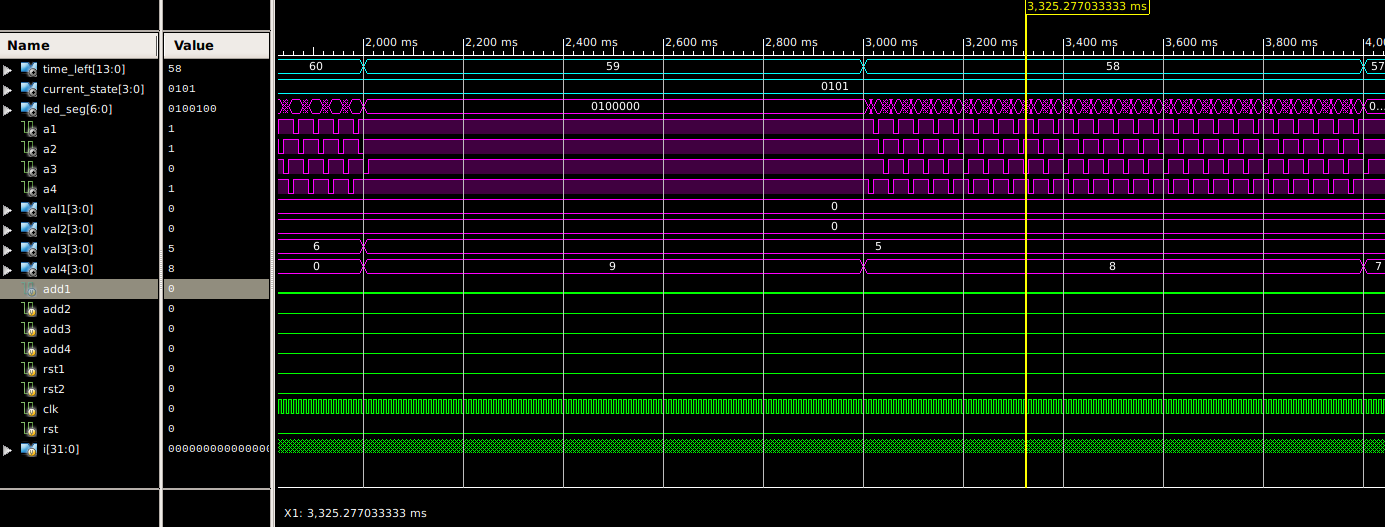 3,325.277033333 ms
Name Value 2,000 ms 2,200 ms 2,400 ms 2,600 ms 2,800 ms 3,000 ms 3,200 ms 3,400 ms 3,600 ms 3,800 ms 4,0
time_left[13:0] 58 60 59 58 57
current_state[3:0] 0101 0101
led_seg[6:0] 0100100 0100000 0...
a1 1
a2 1
a3 0
a4 1
val1[3:0] 0 0
val2[3:0] 0 0
val3[3:0] 5 6 5
val4[3:0] 8 0 9 8 7
add1 0
add2 0
add3 0
add4 0
rst1 0
rst2 0
clk 0
rst 0
i[31:0] 000000000000000
X1: 3,325.277033333 ms